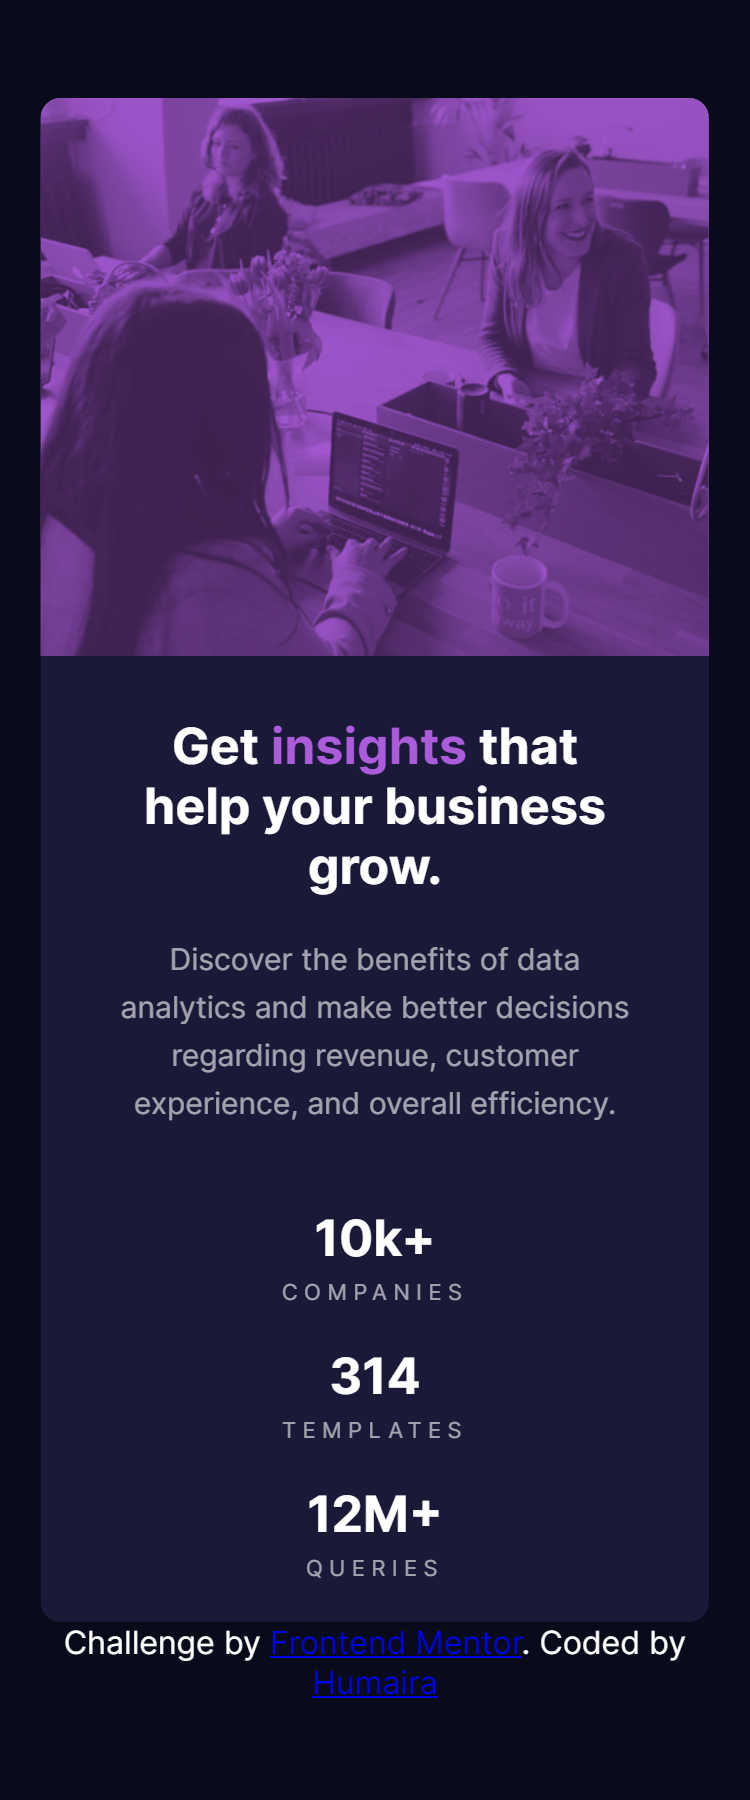 Get insights that
help your business
grow.
Discover the benefits of data
analytics and make better decisions
regarding revenue, customer
experience, and overall efficiency.
10k+
COMPANIES
314
TEMPLATES
12M+
QUERIES
Challenge by Frontend Mentor. Coded by
Humaira